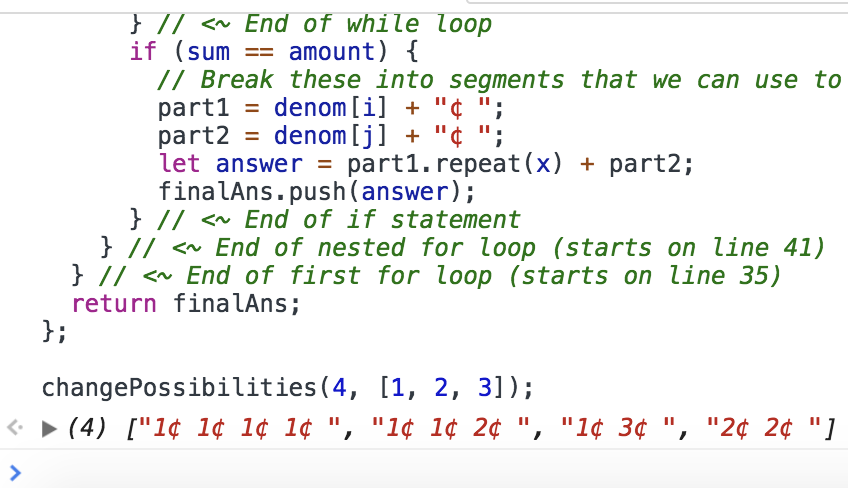 } // <~ End of while loop
if (sum == amount) {
// Break these into segments that we can use to
part1 = denom[i] + "¢ ";
part2 = denom[j] + "¢ ";
let answer = part1.repeat(x) + part2;
finalAns.push(answer);
} // <~ End of if statement
} // <~ End of nested for loop (starts on line 41)
} // <~ End of first for loop (starts on line 35)
return finalAns;
};
changePossibilities(4, [1, 2, 3]);
(4) ["1¢ 1¢ 1¢ 1¢ ", "1¢ 1¢ 2¢ ", "1¢ 3¢ ", "2¢ 2¢ "]